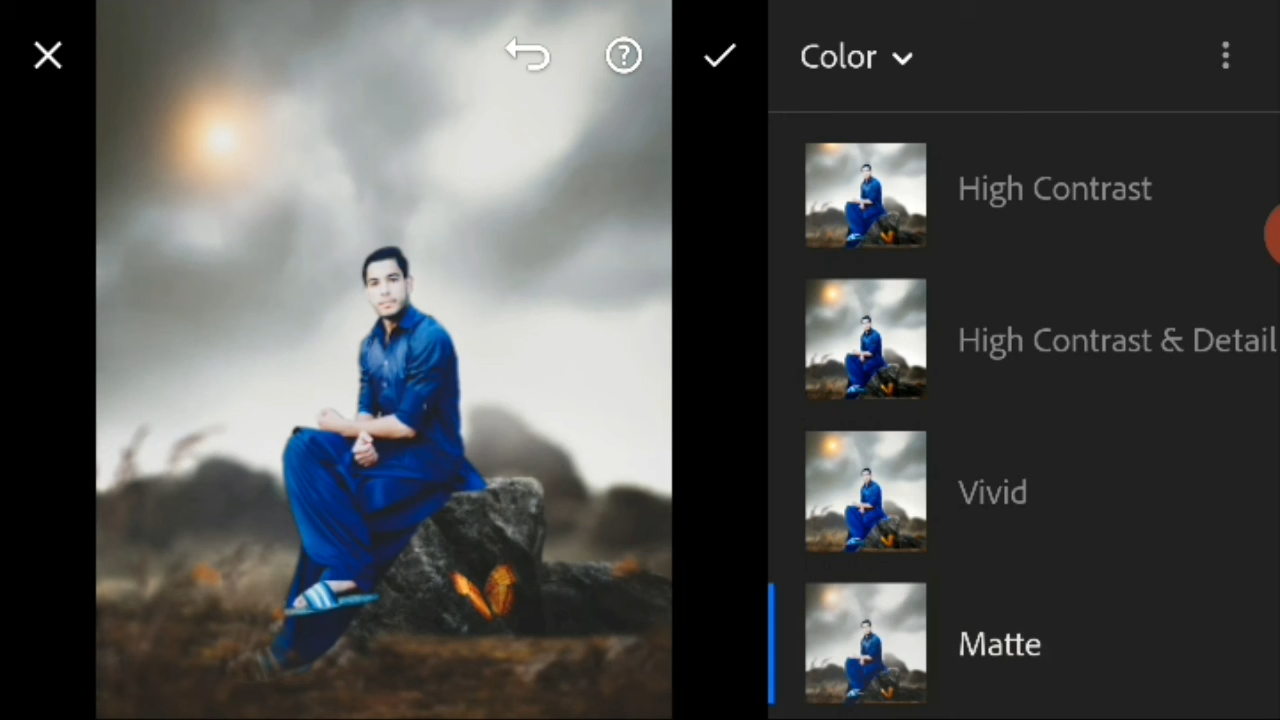 Color
High Contrast
High Contrast & Detail
Vivid
Matte